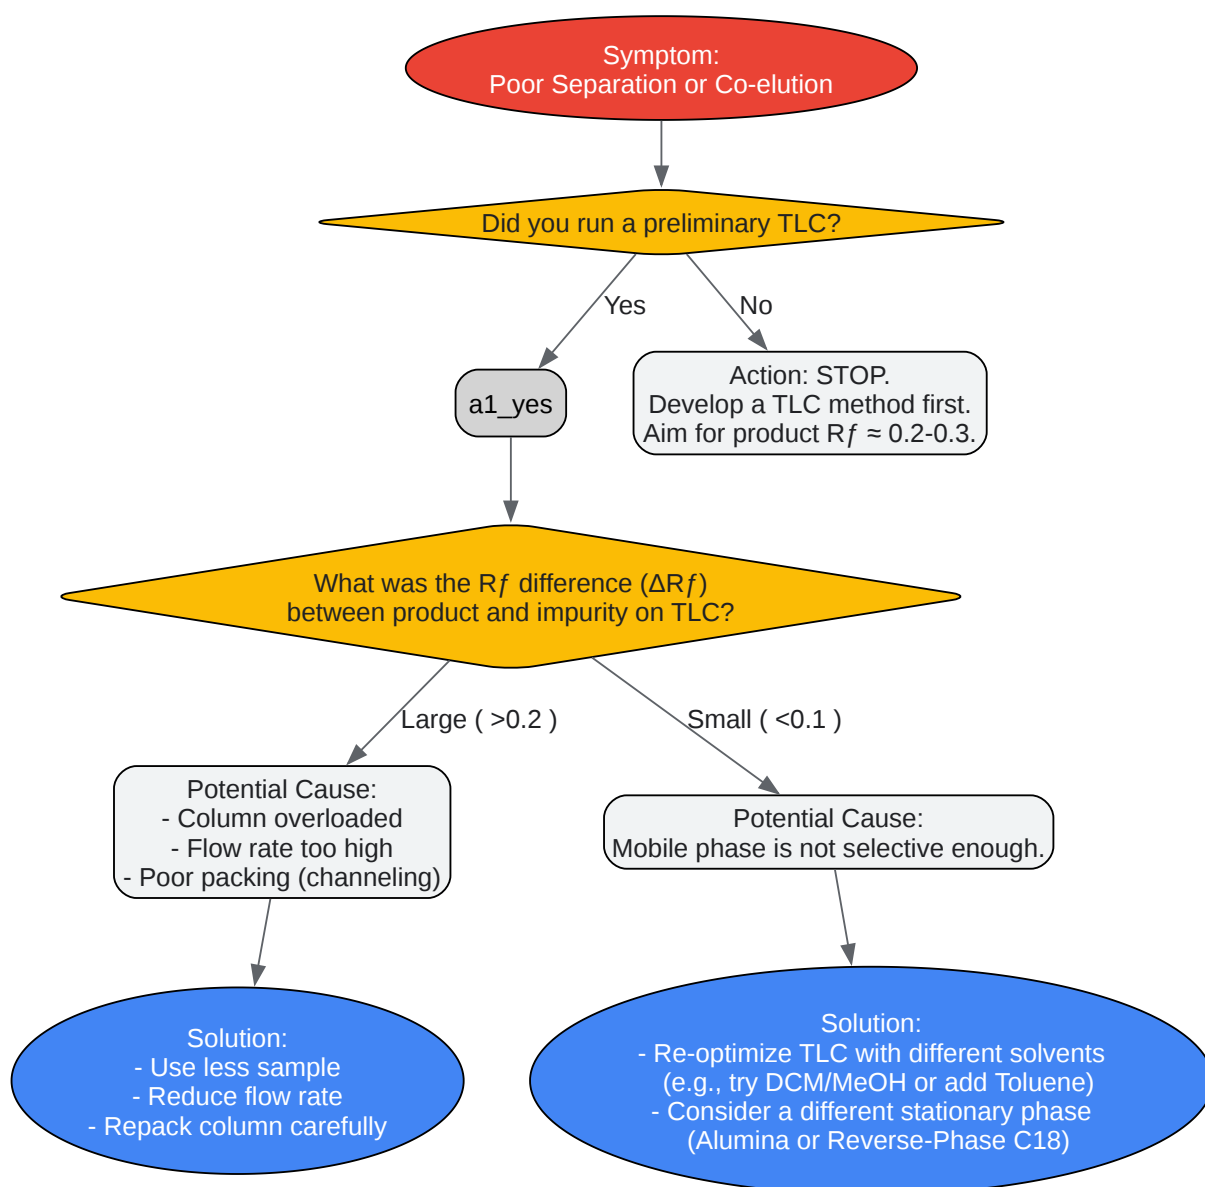 Symptom:
Poor Separation or Co-elution
Did you run a preliminary TLC?
Yes
No
a1_yes
Action: STOP.
Develop a TLC method first.
Aim for product Rƒ ≈ 0.2-0.3.
What was the Rƒ difference (ΔRƒ)
between product and impurity on TLC?
Large ( >0.2 )
Small ( <0.1 )
Potential Cause:
- Column overloaded
- Flow rate too high
- Poor packing (channeling)
Potential Cause:
Mobile phase is not selective enough.
Solution:
- Use less sample
- Reduce flow rate
- Repack column carefully
Solution:
- Re-optimize TLC with different solvents
(e.g., try DCM/MeOH or add Toluene)
- Consider a different stationary phase
(Alumina or Reverse-Phase C18)